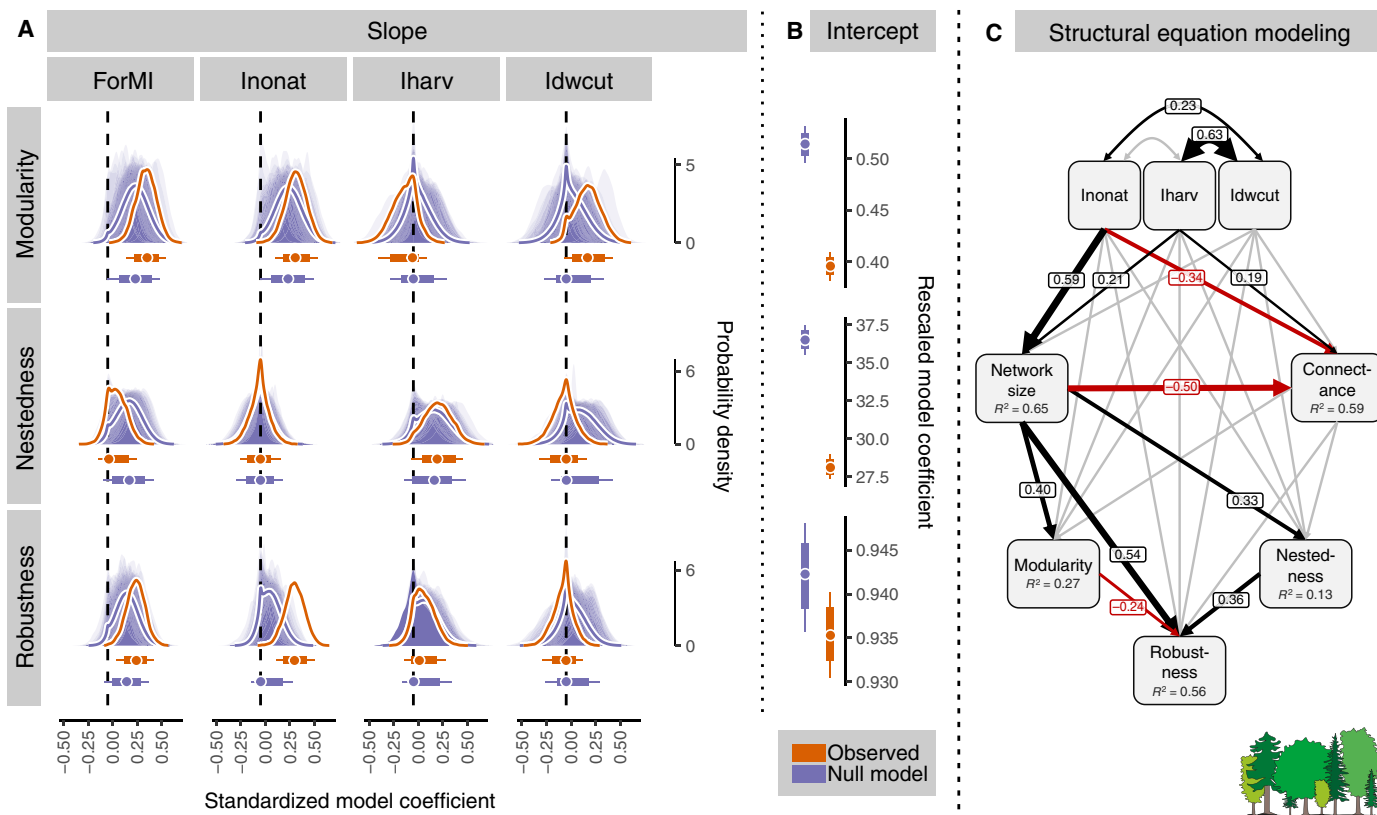 A
Slope
ForMI
Inonat
Iharv
Idwcut
Modularity
Nestedness
Robustness
5
0
6
0
6
0
Probability density
−0.50
−0.25
0.00
0.25
0.50
−0.50
−0.25
0.00
0.25
0.50
−0.50
−0.25
0.00
0.25
0.50
−0.50
−0.25
0.00
0.25
0.50
Standardized model coefficient
B
Intercept
0.50
0.45
0.40
37.5
35.0
32.5
30.0
27.5
0.945
0.940
0.935
0.930
Rescaled model coefficient
Observed
Null model
C
Structural equation modeling
0.23
0.63
Inonat
Iharv
Idwcut
0.59
0.21
−0.34
0.19
Network
size
R² = 0.65
−0.50
Connect-
ance
R² = 0.59
0.40
0.33
0.54
Modularity
R² = 0.27
Nested-
ness
R² = 0.13
−0.24
0.36
Robust-
ness
R² = 0.56